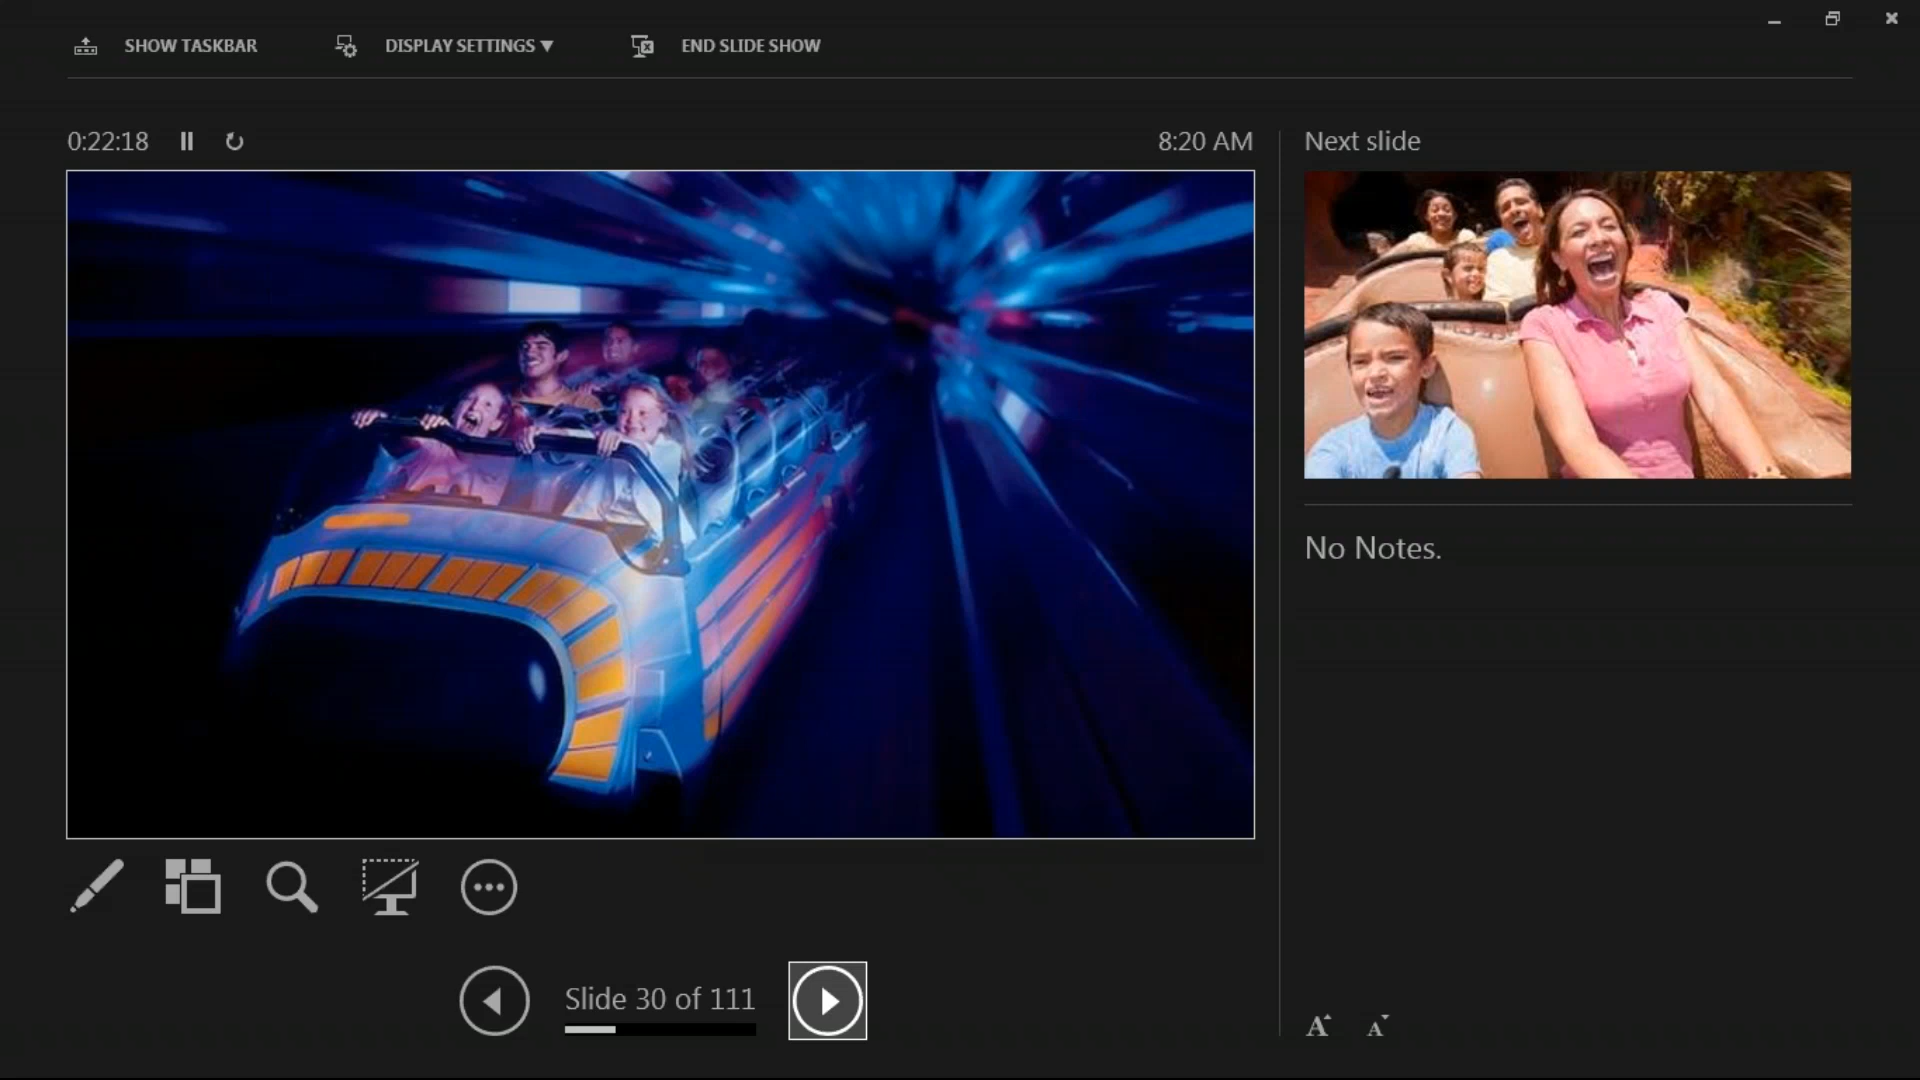 SHOW TASKBAR
DISPLAY SETTINGS ▼
END SLIDE SHOW
0:22:18
8:20 AM
Next slide
No Notes.
Slide 30 of 111
A
A